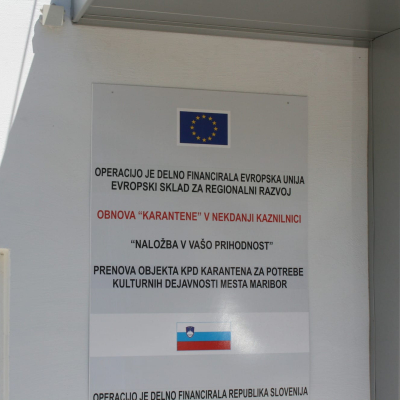 OPERACIJO JE DELNO FINANCIRALA EVROPSKA UNIJA
EVROPSKI SKLAD ZA REGIONALNI RAZVOJ
OBNOVA “KARANTENE” V NEKDANJI KAZNILNICI
“NALOŽBA V VAŠO PRIHODNOST”
PRENOVA OBJEKTA KPD KARANTENA ZA POTREBE
KULTURNIH DEJAVNOSTI MESTA MARIBOR
OPERACIJO JE DELNO FINANCIRALA REPUBLIKA SLOVENIJA